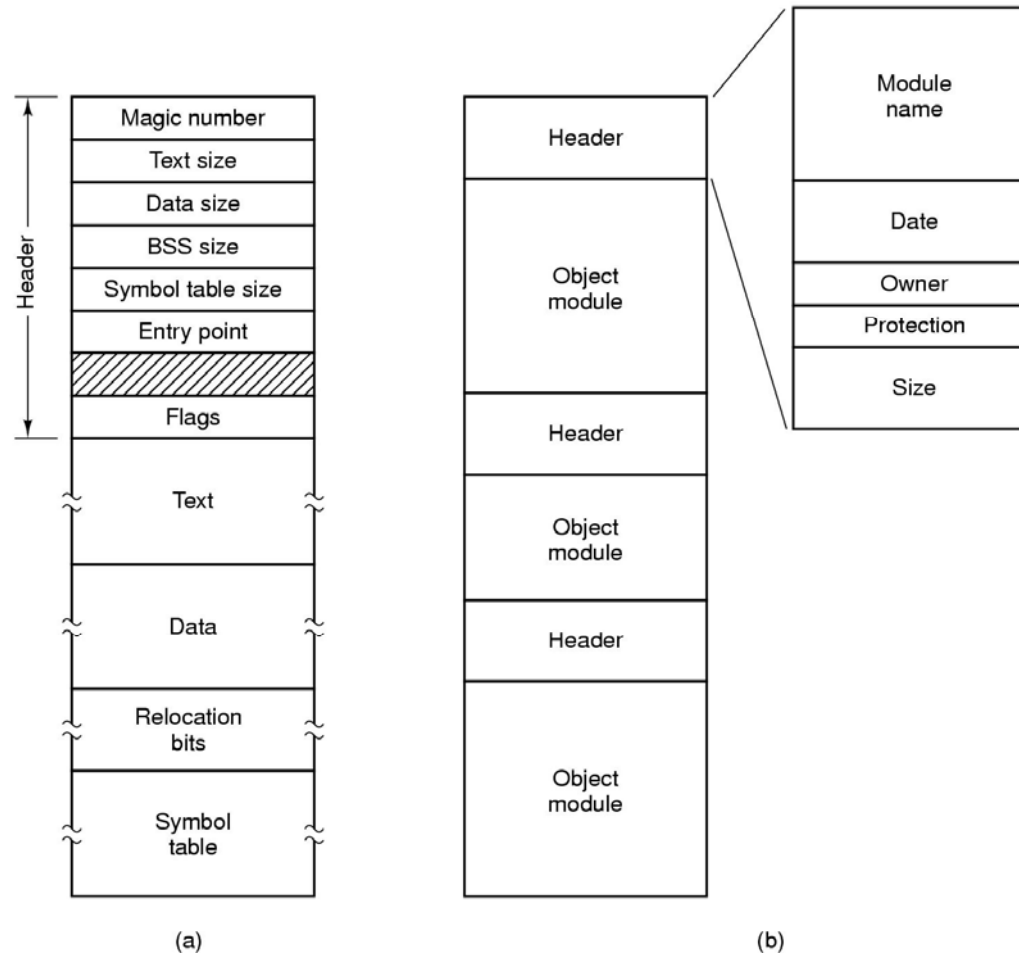 Header
Magic number
Text size
Data size
BSS size
Symbol table size
Entry point
Flags
Text
Data
Relocation
bits
Symbol
table
(a)
Header
Object
module
Header
Object
module
Header
Object
module
Module
name
Date
Owner
Protection
Size
(b)